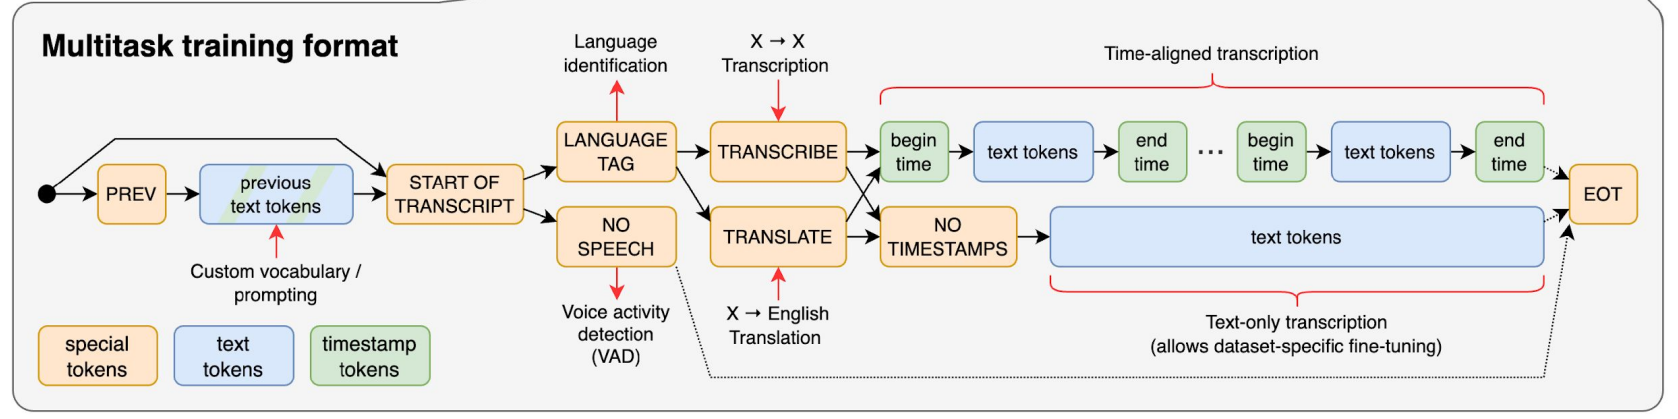 Multitask training format
Language
identification
X → X
Transcription
Time-aligned transcription
PREV
previous
text tokens
START OF
TRANSCRIPT
LANGUAGE
TAG
NO
SPEECH
TRANSCRIBE
TRANSLATE
begin
time
text tokens
end
time
...
begin
time
text tokens
end
time
NO
TIMESTAMPS
text tokens
EOT
Custom vocabulary /
prompting
Voice activity
detection
(VAD)
X → English
Translation
Text-only transcription
(allows dataset-specific fine-tuning)
special
tokens
text
tokens
timestamp
tokens